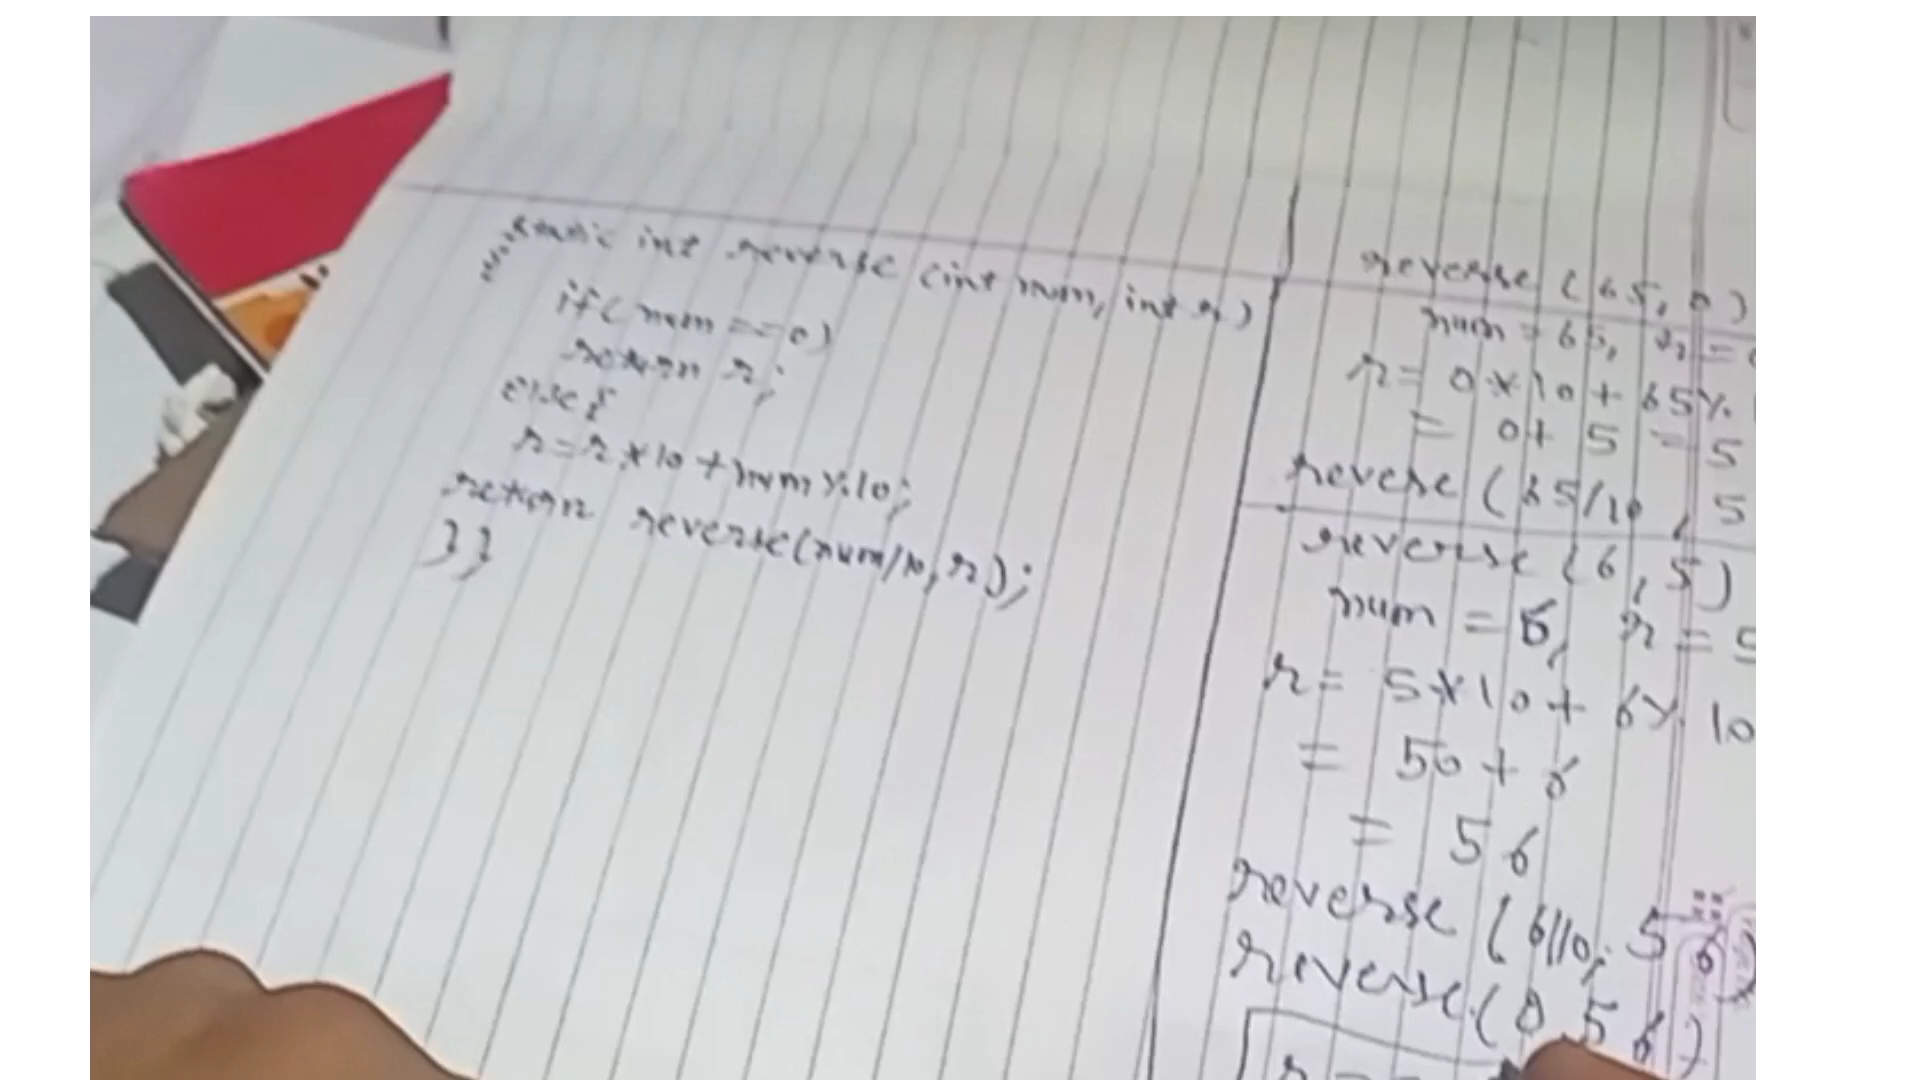 static int reverse (int num, int r)
{
if( num ==0)
return r;
else{
r=r*10+num%10;
return reverse(num/10, r);
}}
reverse (65, 0)
num = 65, r =
r= 0*10+ 65%.
= 0+ 5 = 5
reverse (65/10, 5
reverse (6,5)
num = 6, r = 5
r= 5*10+ 6%10
= 50+ 6
= 56
reverse (6/10, 56)
reverse(0 56)
r=